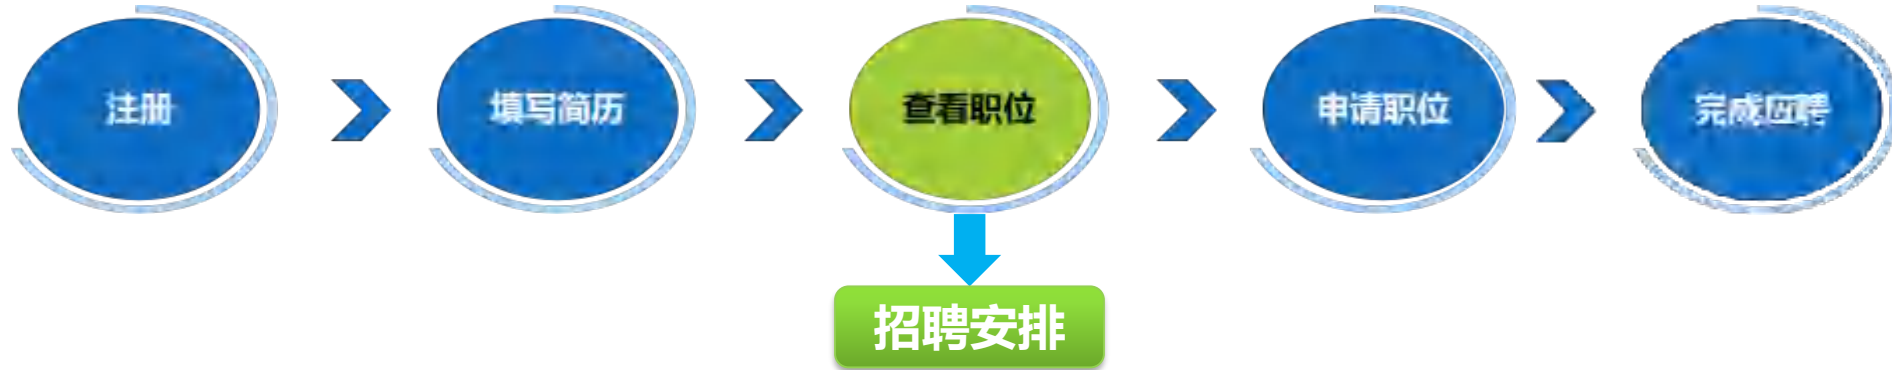 注册
填写简历
查看职位
申请职位
完成应聘
招聘安排